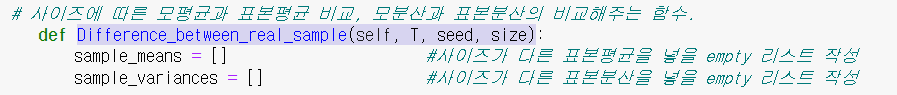 # 사이즈에 따른 모평균과 표본평균 비교, 모분산과 표본분산의 비교해주는 함수.
def Difference_between_real_sample(self, T, seed, size):
sample_means = [] #사이즈가 다른 표본평균을 넣을 empty 리스트 작성
sample_variances = [] #사이즈가 다른 표본분산을 넣을 empty 리스트 작성